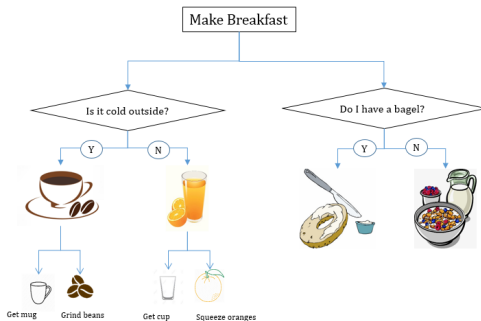 Make Breakfast
Is it cold outside?
Do I have a bagel?
Y
N
Y
N
Get mug
Grind beans
Get cup
Squeeze oranges